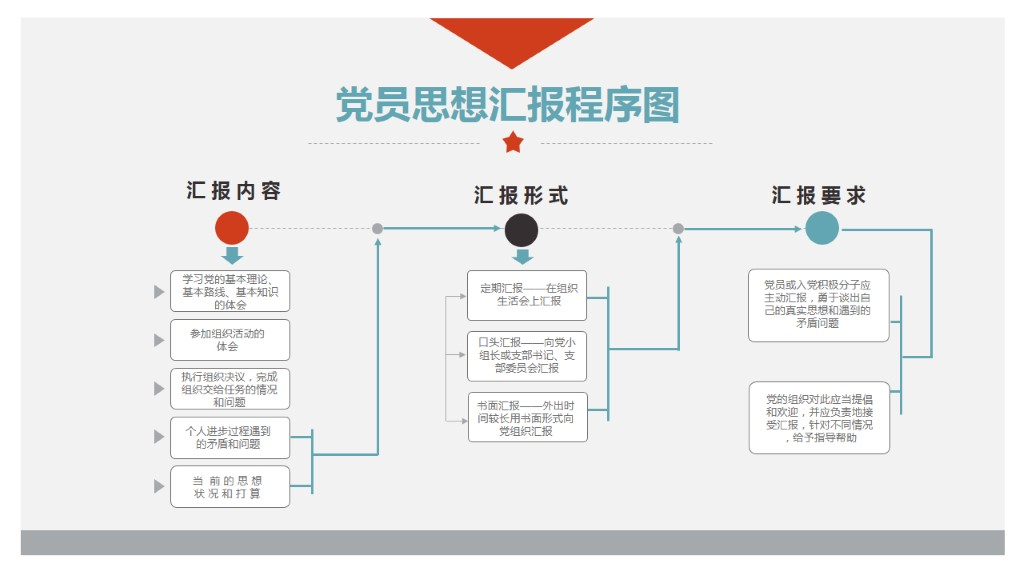 党员思想汇报程序图
汇报内容
学习党的基本理论、
基本路线、基本知识
的体会
参加组织活动的
体会
执行组织决议，完成
组织交给任务的情况
和问题
个人进步过程遇到
的矛盾和问题
当 前的思想
状况和打算
汇报形式
定期汇报——在组织
生活会上汇报
口头汇报——向党小
组长或支部书记、支
部委员会汇报
书面汇报——外出时
间较长用书面形式向
党组织汇报
汇报要求
党员或入党积极分子应
主动汇报，勇于谈出自
己的真实思想和遇到的
矛盾问题
党的组织对此应当提倡
和欢迎，并应负责地接
受汇报，针对不同情况
，给予指导帮助